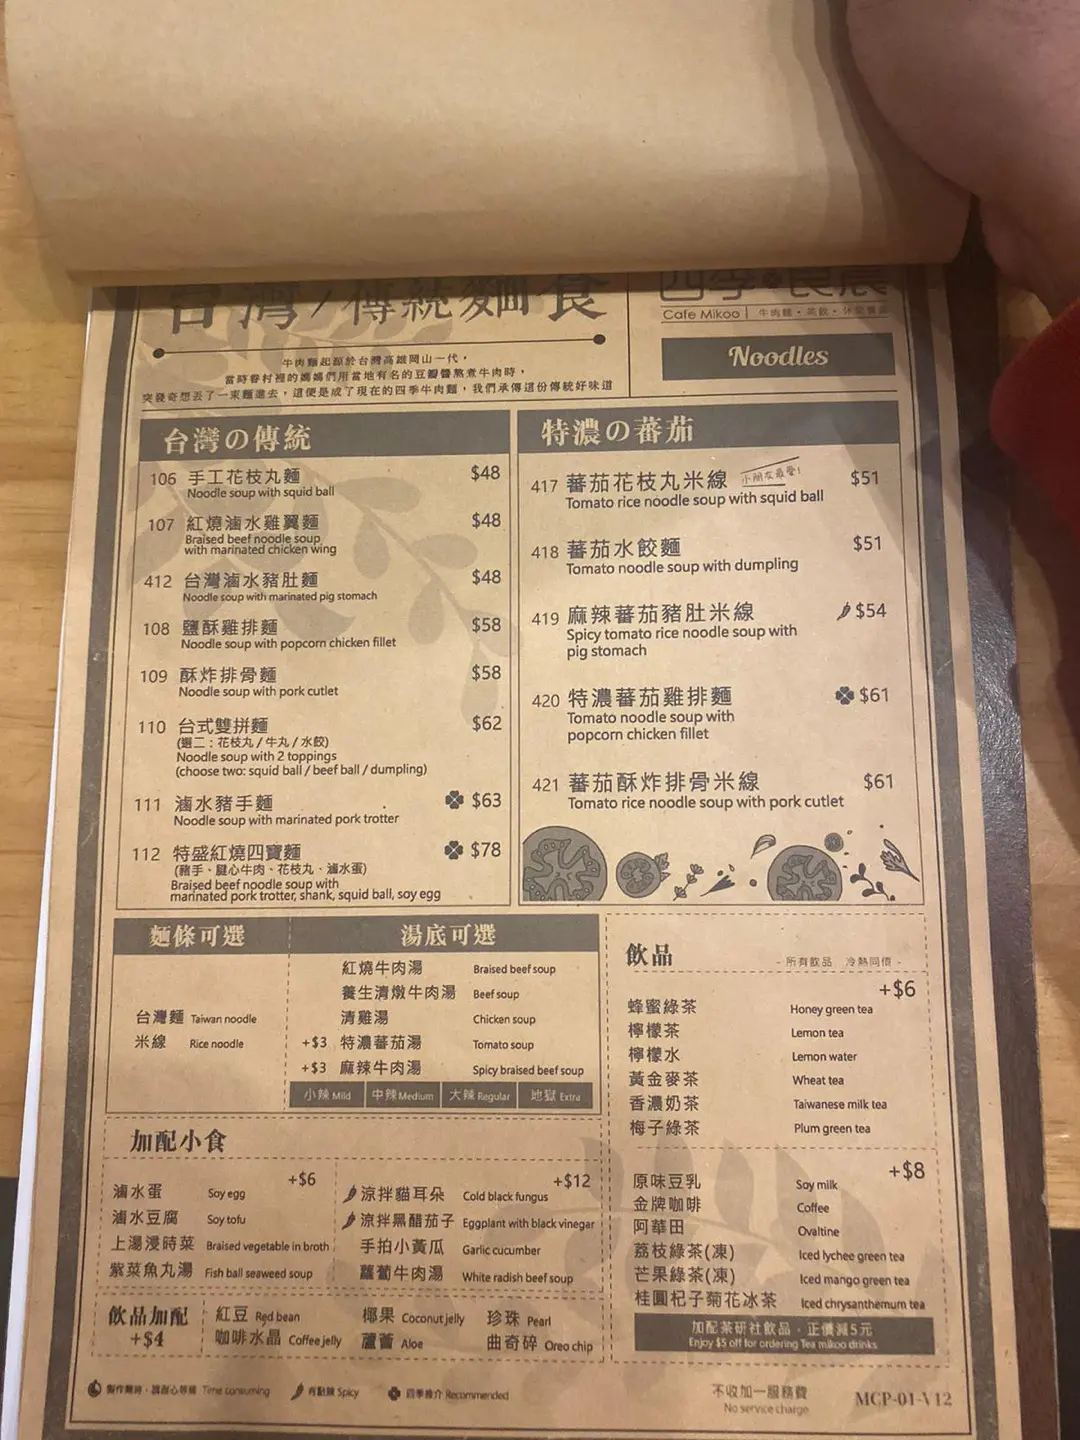 台灣/傳統麵食
牛肉麵起源於台灣高雄岡山一代，
當時眷村裡的媽媽們用當地有名的豆瓣醬熬煮牛肉時，
突發奇想丟了一束麵進去，這便是成了現在的四季牛肉麵，我們承傳這份傳統好味道
Cafe Mikoo | 牛肉麵・茶飲・休閒餐廳
Noodles
台灣の傳統
106 手工花枝丸麵 $48
Noodle soup with squid ball
107 紅燒滷水雞翼麵 $48
Braised beef noodle soup
with marinated chicken wing
412 台灣滷水豬肚麵 $48
Noodle soup with marinated pig stomach
108 鹽酥雞排麵 $58
Noodle soup with popcorn chicken fillet
109 酥炸排骨麵 $58
Noodle soup with pork cutlet
110 台式雙拼麵 $62
(選二：花枝丸/牛丸/水餃)
Noodle soup with 2 toppings
(choose two: squid ball / beef ball / dumpling)
111 滷水豬手麵 $63
Noodle soup with marinated pork trotter
112 特盛紅燒四寶麵 $78
(豬手、腱心牛肉、花枝丸、滷水蛋)
Braised beef noodle soup with
marinated pork trotter, shank, squid ball, soy egg
特濃の蕃茄
417 蕃茄花枝丸米線 小朋友最愛! $51
Tomato rice noodle soup with squid ball
418 蕃茄水餃麵 $51
Tomato noodle soup with dumpling
419 麻辣蕃茄豬肚米線 $54
Spicy tomato rice noodle soup with
pig stomach
420 特濃蕃茄雞排麵 $61
Tomato noodle soup with
popcorn chicken fillet
421 蕃茄酥炸排骨米線 $61
Tomato rice noodle soup with pork cutlet
麵條可選
台灣麵 Taiwan noodle
米線 Rice noodle
湯底可選
紅燒牛肉湯 Braised beef soup
養生清燉牛肉湯 Beef soup
清雞湯 Chicken soup
+$3 特濃蕃茄湯 Tomato soup
+$3 麻辣牛肉湯 Spicy braised beef soup
小辣 Mild 中辣 Medium 大辣 Regular 地獄 Extra
飲品 - 所有飲品 冷熱同價 -
+$6
蜂蜜綠茶 Honey green tea
檸檬茶 Lemon tea
檸檬水 Lemon water
黃金麥茶 Wheat tea
香濃奶茶 Taiwanese milk tea
梅子綠茶 Plum green tea
+$8
原味豆乳 Soy milk
金牌咖啡 Coffee
阿華田 Ovaltine
荔枝綠茶(凍) Iced lychee green tea
芒果綠茶(凍) Iced mango green tea
桂圓杞子菊花冰茶 Iced chrysanthemum tea
加配茶研社飲品，正價減5元
Enjoy $5 off for ordering Tea mikoo drinks
加配小食
+$6
滷水蛋 Soy egg
滷水豆腐 Soy tofu
上湯浸時菜 Braised vegetable in broth
紫菜魚丸湯 Fish ball seaweed soup
+$12
涼拌貓耳朵 Cold black fungus
涼拌黑醋茄子 Eggplant with black vinegar
手拍小黃瓜 Garlic cucumber
蘿蔔牛肉湯 White radish beef soup
飲品加配
+$4
紅豆 Red bean 椰果 Coconut jelly 珍珠 Pearl
咖啡水晶 Coffee jelly 蘆薈 Aloe 曲奇碎 Oreo chip
製作需時，請耐心等候 Time consuming 有點辣 Spicy 四季推介 Recommended
不收加一服務費
No service charge
MCP-01-V12